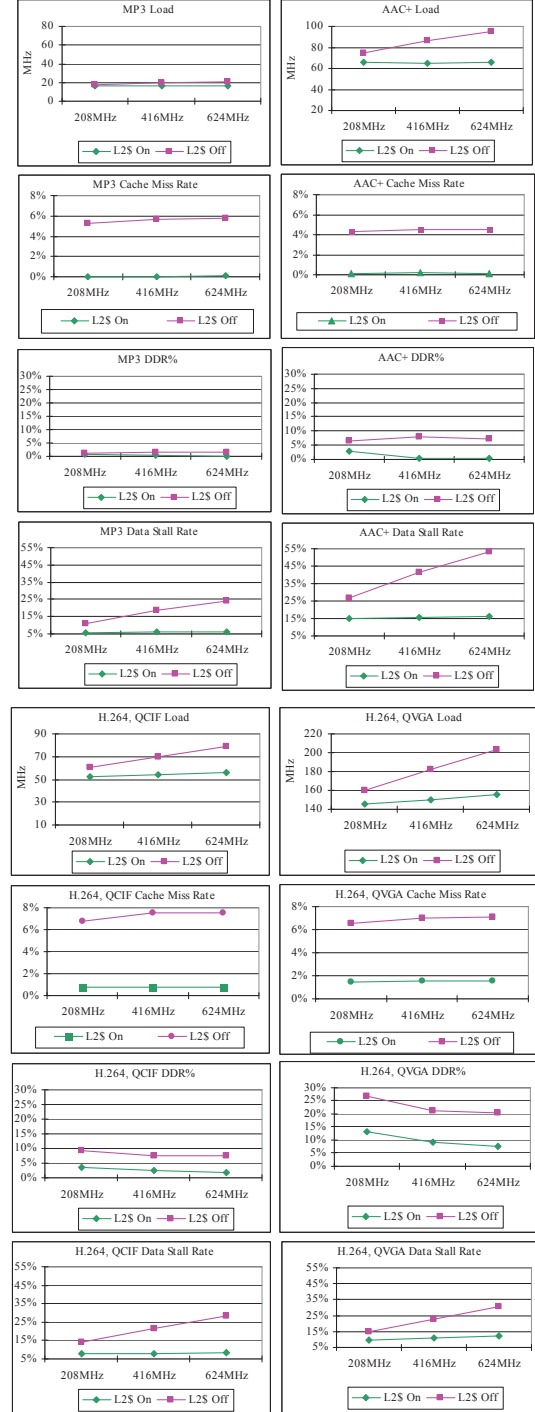 MP3 Load
80
60
40
20
0
MHz
208MHz 416MHz 624MHz
L2$ On L2$ Off
AAC+ Load
100
80
60
40
20
MHz
208MHz 416MHz 624MHz
L2$ On L2$ Off
MP3 Cache Miss Rate
8%
6%
4%
2%
0%
208MHz 416MHz 624MHz
L2$ On L2$ Off
AAC+ Cache Miss Rate
8%
6%
4%
2%
0%
208MHz 416MHz 624MHz
L2$ On L2$ Off
MP3 DDR%
30%
25%
20%
15%
10%
5%
0%
208MHz 416MHz 624MHz
L2$ On L2$ Off
AAC+ DDR%
30%
25%
20%
15%
10%
5%
0%
208MHz 416MHz 624MHz
L2$ On L2$ Off
MP3 Data Stall Rate
55%
45%
35%
25%
15%
5%
208MHz 416MHz 624MHz
L2$ On L2$ Off
AAC+ Data Stall Rate
55%
45%
35%
25%
15%
5%
208MHz 416MHz 624MHz
L2$ On L2$ Off
H.264, QCIF Load
90
70
50
30
10
MHz
208MHz 416MHz 624MHz
L2$ On L2$ Off
H.264, QVGA Load
220
200
180
160
140
MHz
208MHz 416MHz 624MHz
L2$ On L2$ Off
H.264, QCIF Cache Miss Rate
8%
6%
4%
2%
0%
208MHz 416MHz 624MHz
L2$ On L2$ Off
H.264, QVGA Cache Miss Rate
8%
6%
4%
2%
0%
208MHz 416MHz 624MHz
L2$ On L2$ Off
H.264, QCIF DDR%
30%
25%
20%
15%
10%
5%
0%
208MHz 416MHz 624MHz
L2$ On L2$ Off
H.264, QVGA DDR%
30%
25%
20%
15%
10%
5%
0%
208MHz 416MHz 624MHz
L2$ On L2$ Off
H.264, QCIF Data Stall Rate
55%
45%
35%
25%
15%
5%
208MHz 416MHz 624MHz
L2$ On L2$ Off
H.264, QVGA Data Stall Rate
55%
45%
35%
25%
15%
5%
208MHz 416MHz 624MHz
L2$ On L2$ Off